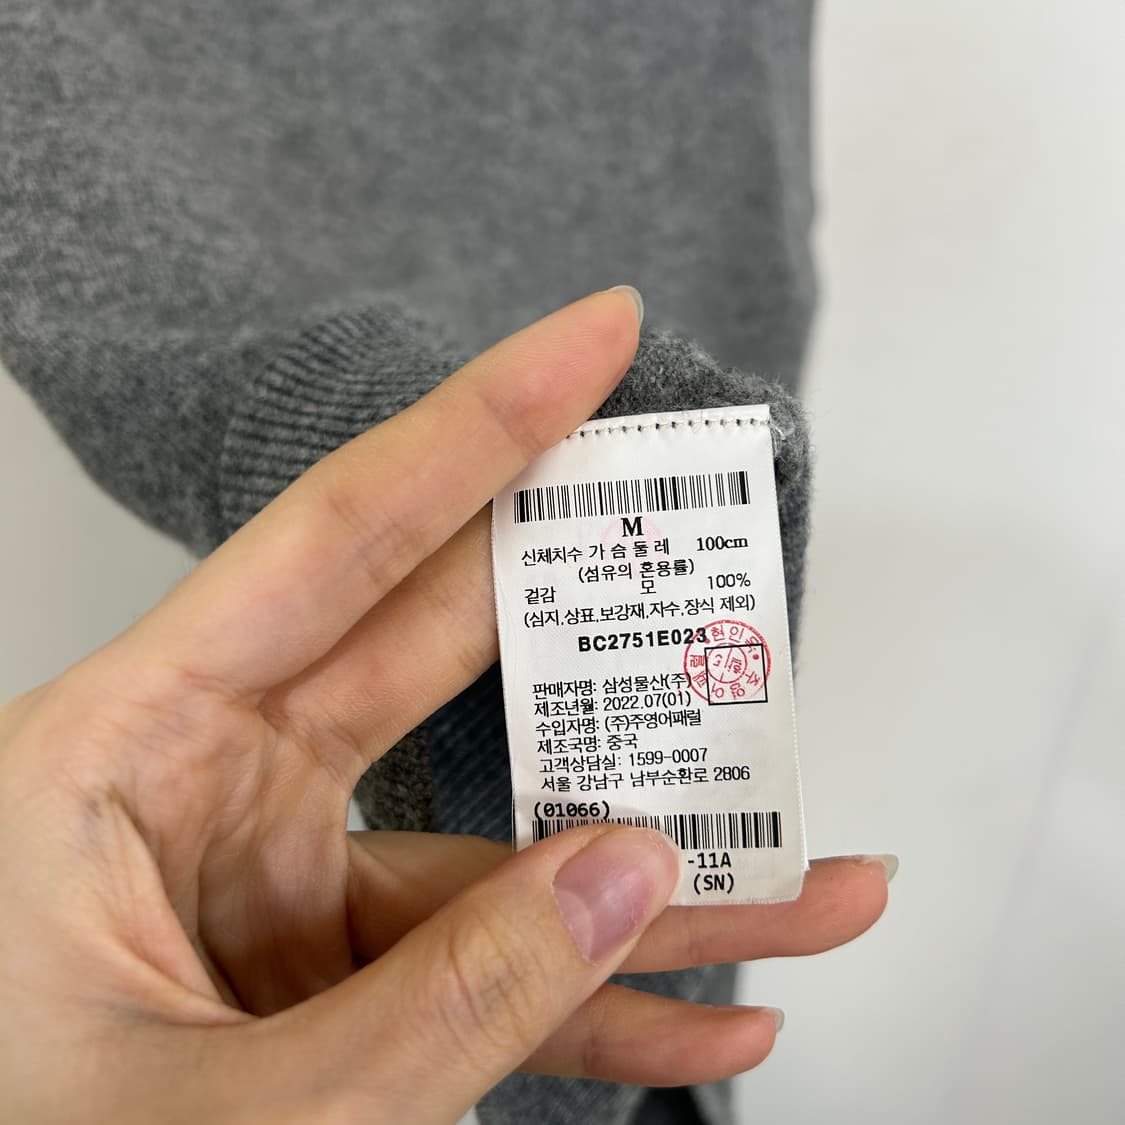 M
신체치수 가 슴 둘 레 100cm
(섬유의 혼용률)
겉감 모 100%
(심지,상표,보강재,자수,장식 제외)
BC2751E023
판매자명: 삼성물산(주)
제조년월: 2022.07(01)
수입자명: (주)주영어패럴
제조국명: 중국
고객상담실: 1599-0007
서울 강남구 남부순환로 2806
(01066)
-11A
(SN)